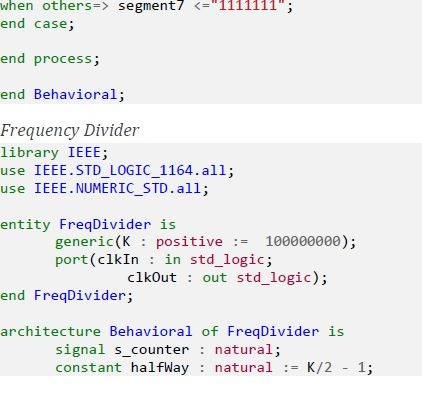 when others=> segment7 <="1111111";
end case;
end process;
end Behavioral;
Frequency Divider
library IEEE;
use IEEE.STD_LOGIC_1164.all;
use IEEE.NUMERIC_STD.all;
entity FreqDivider is
generic(K : positive := 100000000);
port(clkIn : in std_logic;
clkOut : out std_logic);
end FreqDivider;
architecture Behavioral of FreqDivider is
signal s_counter : natural;
constant halfWay : natural := K/2 - 1;